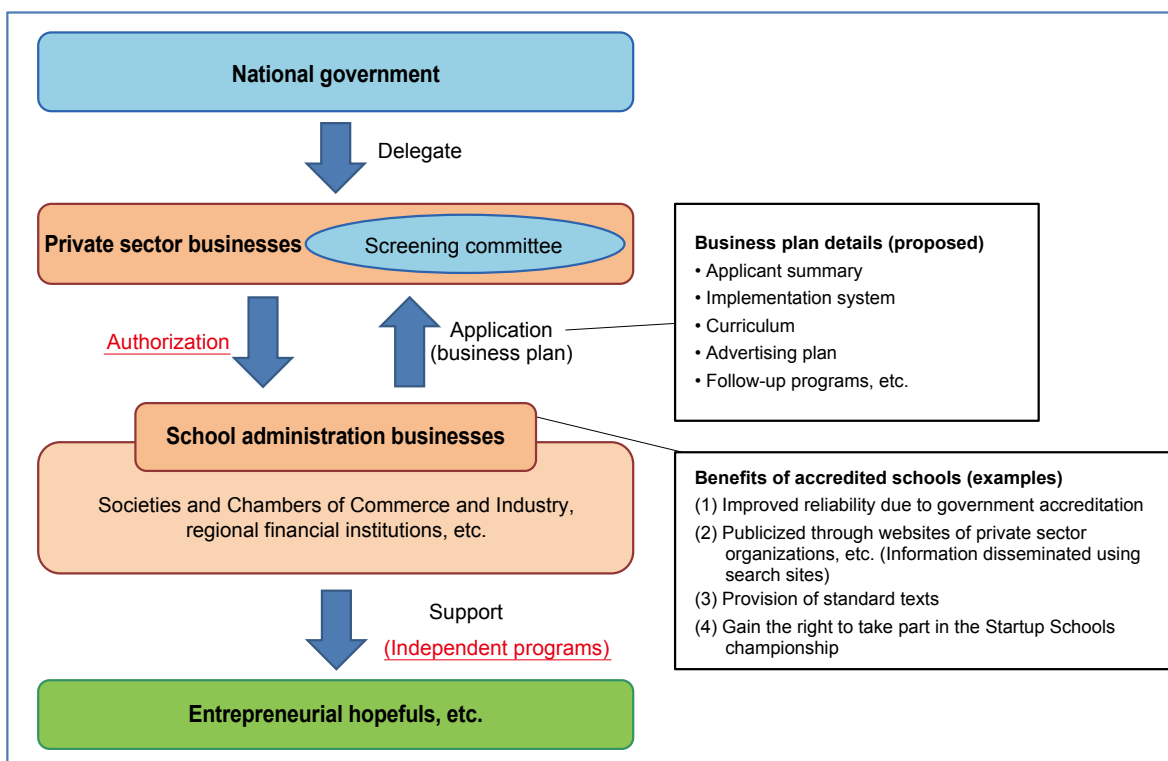 National government
Delegate
Private sector businesses
Screening committee
Authorization
Application
(business plan)
Business plan details (proposed)
• Applicant summary
• Implementation system
• Curriculum
• Advertising plan
• Follow-up programs, etc.
School administration businesses
Societies and Chambers of Commerce and Industry,
regional financial institutions, etc.
Benefits of accredited schools (examples)
(1) Improved reliability due to government accreditation
(2) Publicized through websites of private sector
organizations, etc. (Information disseminated using
search sites)
(3) Provision of standard texts
(4) Gain the right to take part in the Startup Schools
championship
Support
(Independent programs)
Entrepreneurial hopefuls, etc.